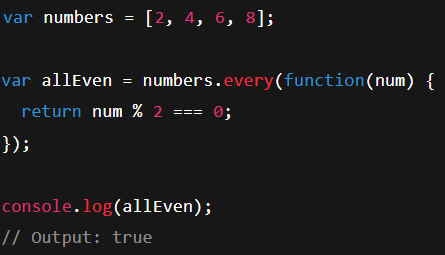 var numbers = [2, 4, 6, 8];
var allEven = numbers.every(function(num) {
  return num % 2 === 0;
});
console.log(allEven);
// Output: true